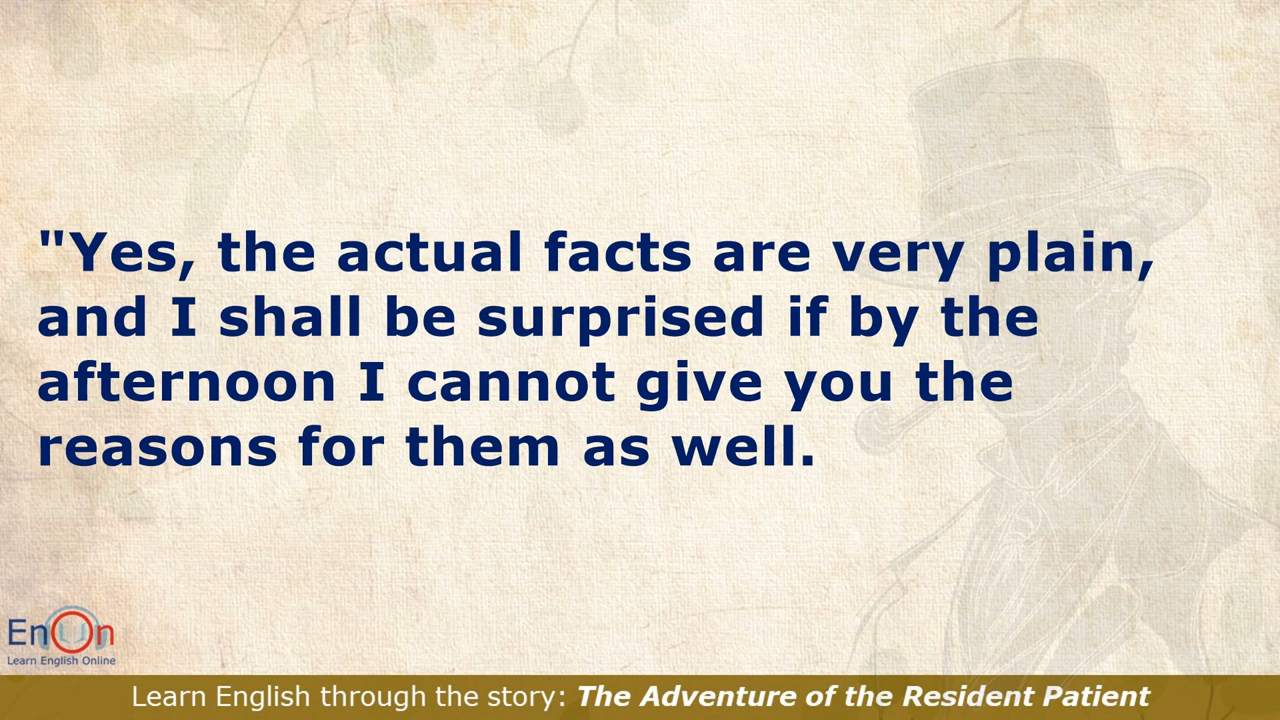 "Yes, the actual facts are very plain,
and I shall be surprised if by the
afternoon I cannot give you the
reasons for them as well.
EnOn
Learn English Online
Learn English through the story: The Adventure of the Resident Patient